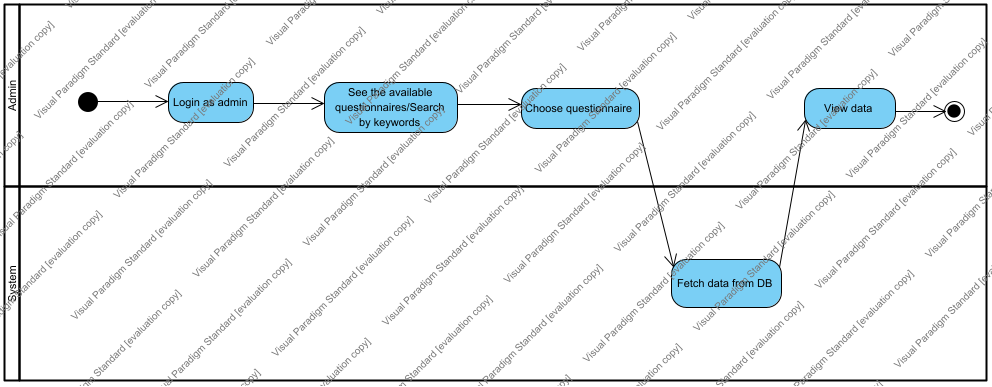 Admin
Login as admin
See the available
questionnaires/Search
by keywords
Choose questionnaire
View data
System
Fetch data from DB
Visual Paradigm Standard [evaluation copy]